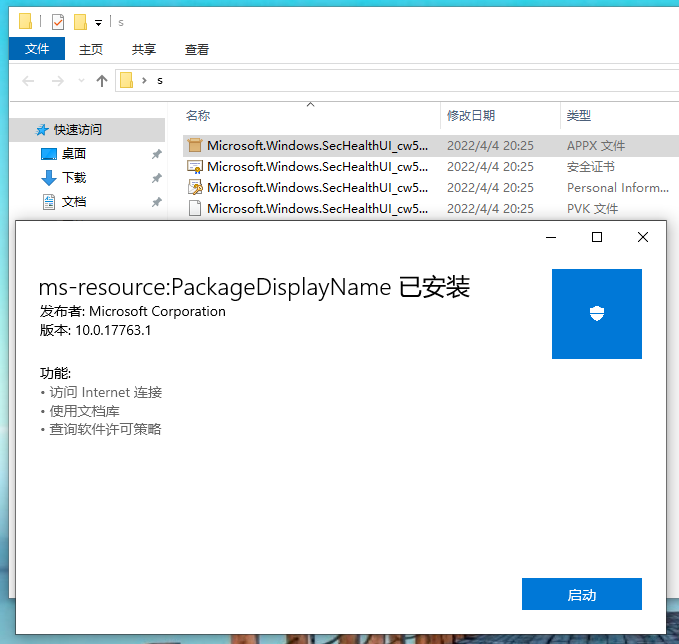 s
文件 主页 共享 查看
s
名称 修改日期 类型
快速访问
桌面
下载
文档
Microsoft.Windows.SecHealthUI_cw5... 2022/4/4 20:25 APPX 文件
Microsoft.Windows.SecHealthUI_cw5... 2022/4/4 20:25 安全证书
Microsoft.Windows.SecHealthUI_cw5... 2022/4/4 20:25 Personal Inform...
Microsoft.Windows.SecHealthUI_cw5... 2022/4/4 20:25 PVK 文件
ms-resource:PackageDisplayName 已安装
发布者: Microsoft Corporation
版本: 10.0.17763.1
功能:
• 访问 Internet 连接
• 使用文档库
• 查询软件许可策略
启动